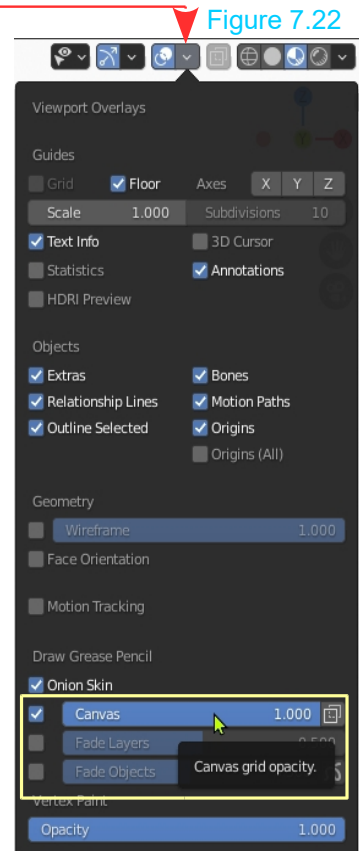 Figure 7.22
Viewport Overlays
Guides
Grid Floor Axes X Y Z
Scale 1.000 Subdivisions 10
Text Info 3D Cursor
Statistics Annotations
HDRI Preview
Objects
Extras Bones
Relationship Lines Motion Paths
Outline Selected Origins
Origins (All)
Geometry
Wireframe 1.000
Face Orientation
Motion Tracking
Draw Grease Pencil
Onion Skin
Canvas 1.000
Fade Layers 0.500
Fade Objects
Canvas grid opacity.
Vertex Paint
Opacity 1.000